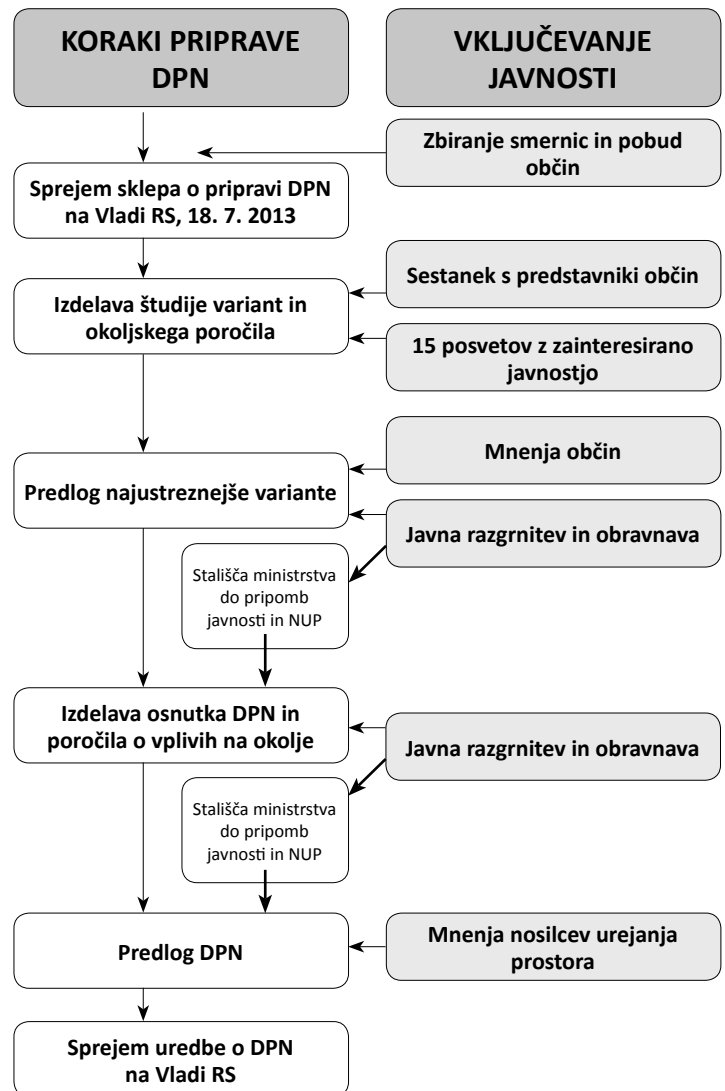 KORAKI PRIPRAVE
DPN
VKLJUČEVANJE
JAVNOSTI
Zbiranje smernic in pobud
občin
Sprejem sklepa o pripravi DPN
na Vladi RS, 18. 7. 2013
Sestanek s predstavniki občin
Izdelava študije variant in
okoljskega poročila
15 posvetov z zainteresirano
javnostjo
Mnenja občin
Predlog najustreznejše variante
Javna razgrnitev in obravnava
Stališča ministrstva
do pripomb
javnosti in NUP
Izdelava osnutka DPN in
poročila o vplivih na okolje
Javna razgrnitev in obravnava
Stališča ministrstva
do pripomb
javnosti in NUP
Predlog DPN
Mnenja nosilcev urejanja
prostora
Sprejem uredbe o DPN
na Vladi RS